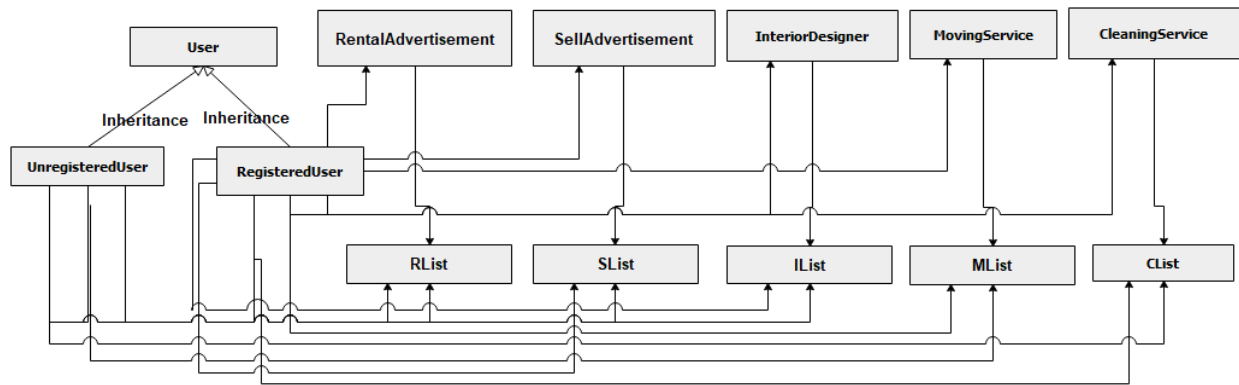 User
RentalAdvertisement
SellAdvertisement
InteriorDesigner
MovingService
CleaningService
Inheritance
Inheritance
UnregisteredUser
RegisteredUser
RList
SList
IList
MList
CList